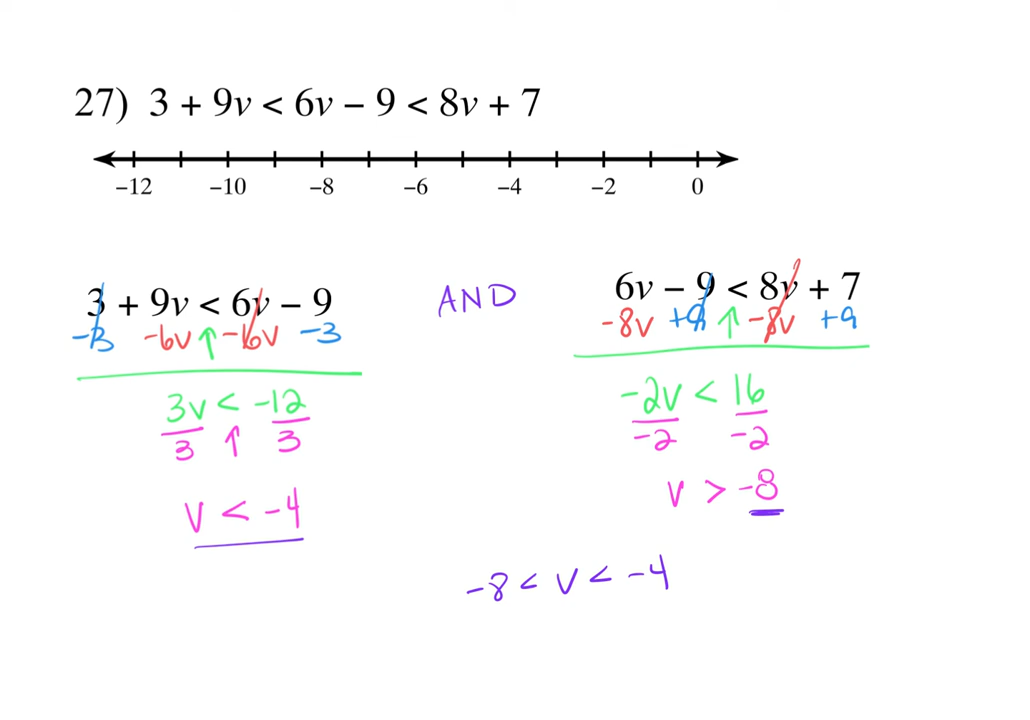 27) 3 + 9v < 6v − 9 < 8v + 7
−12 −10 −8 −6 −4 −2 0
3 + 9v < 6v − 9 AND 6v − 9 < 8v + 7
-3 -6v ↑ -6v -3 -8v +9 ↑ -8v +9
3v < -12 -2v < 16
3 ↑ 3 -2 -2
v < -4 v > -8
-8 < v < -4